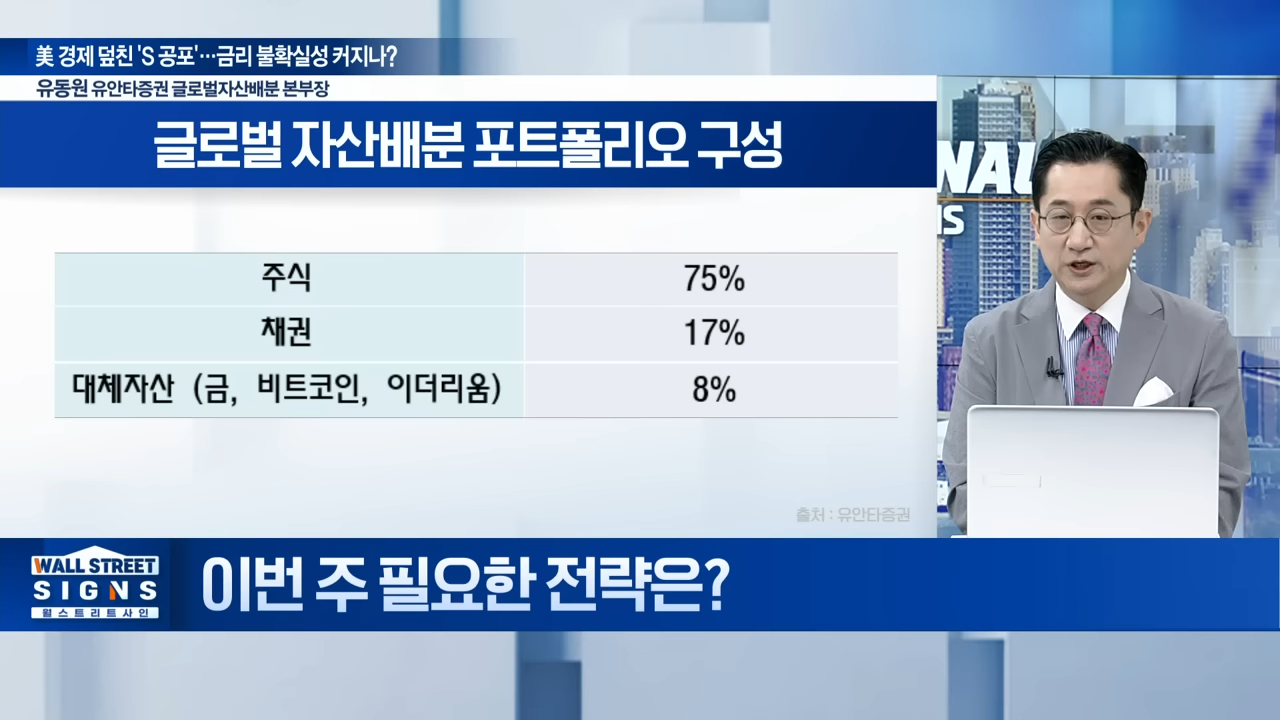 美 경제 덮친 'S 공포'…금리 불확실성 커지나?
유동원 유안타증권 글로벌자산배분 본부장
글로벌 자산배분 포트폴리오 구성
주식 75%
채권 17%
대체자산 (금, 비트코인, 이더리움) 8%
출처 : 유안타증권
NAL
NS
WALL STREET
SIGNS
월스트리트사인
이번 주 필요한 전략은?